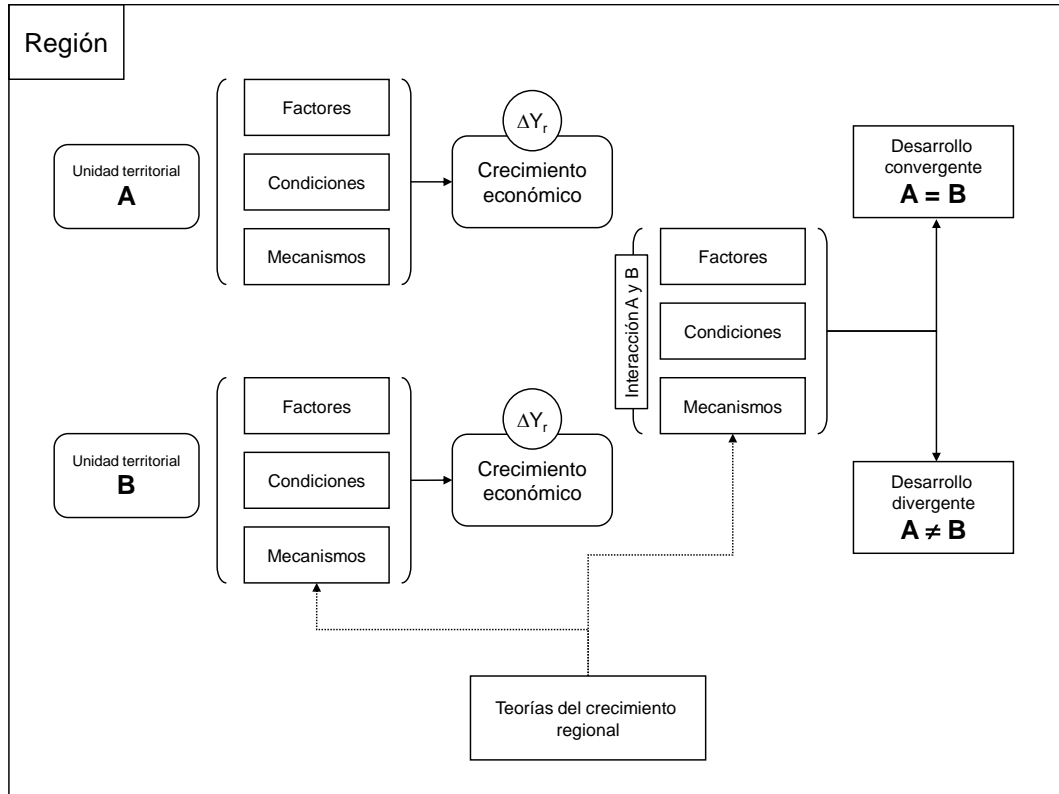 Región
Unidad territorial
A
Factores
Condiciones
Mecanismos
ΔYr
Crecimiento
económico
Unidad territorial
B
Factores
Condiciones
Mecanismos
ΔYr
Crecimiento
económico
Interacción A y B
Factores
Condiciones
Mecanismos
Desarrollo
convergente
A = B
Desarrollo
divergente
A ≠ B
Teorías del crecimiento
regional